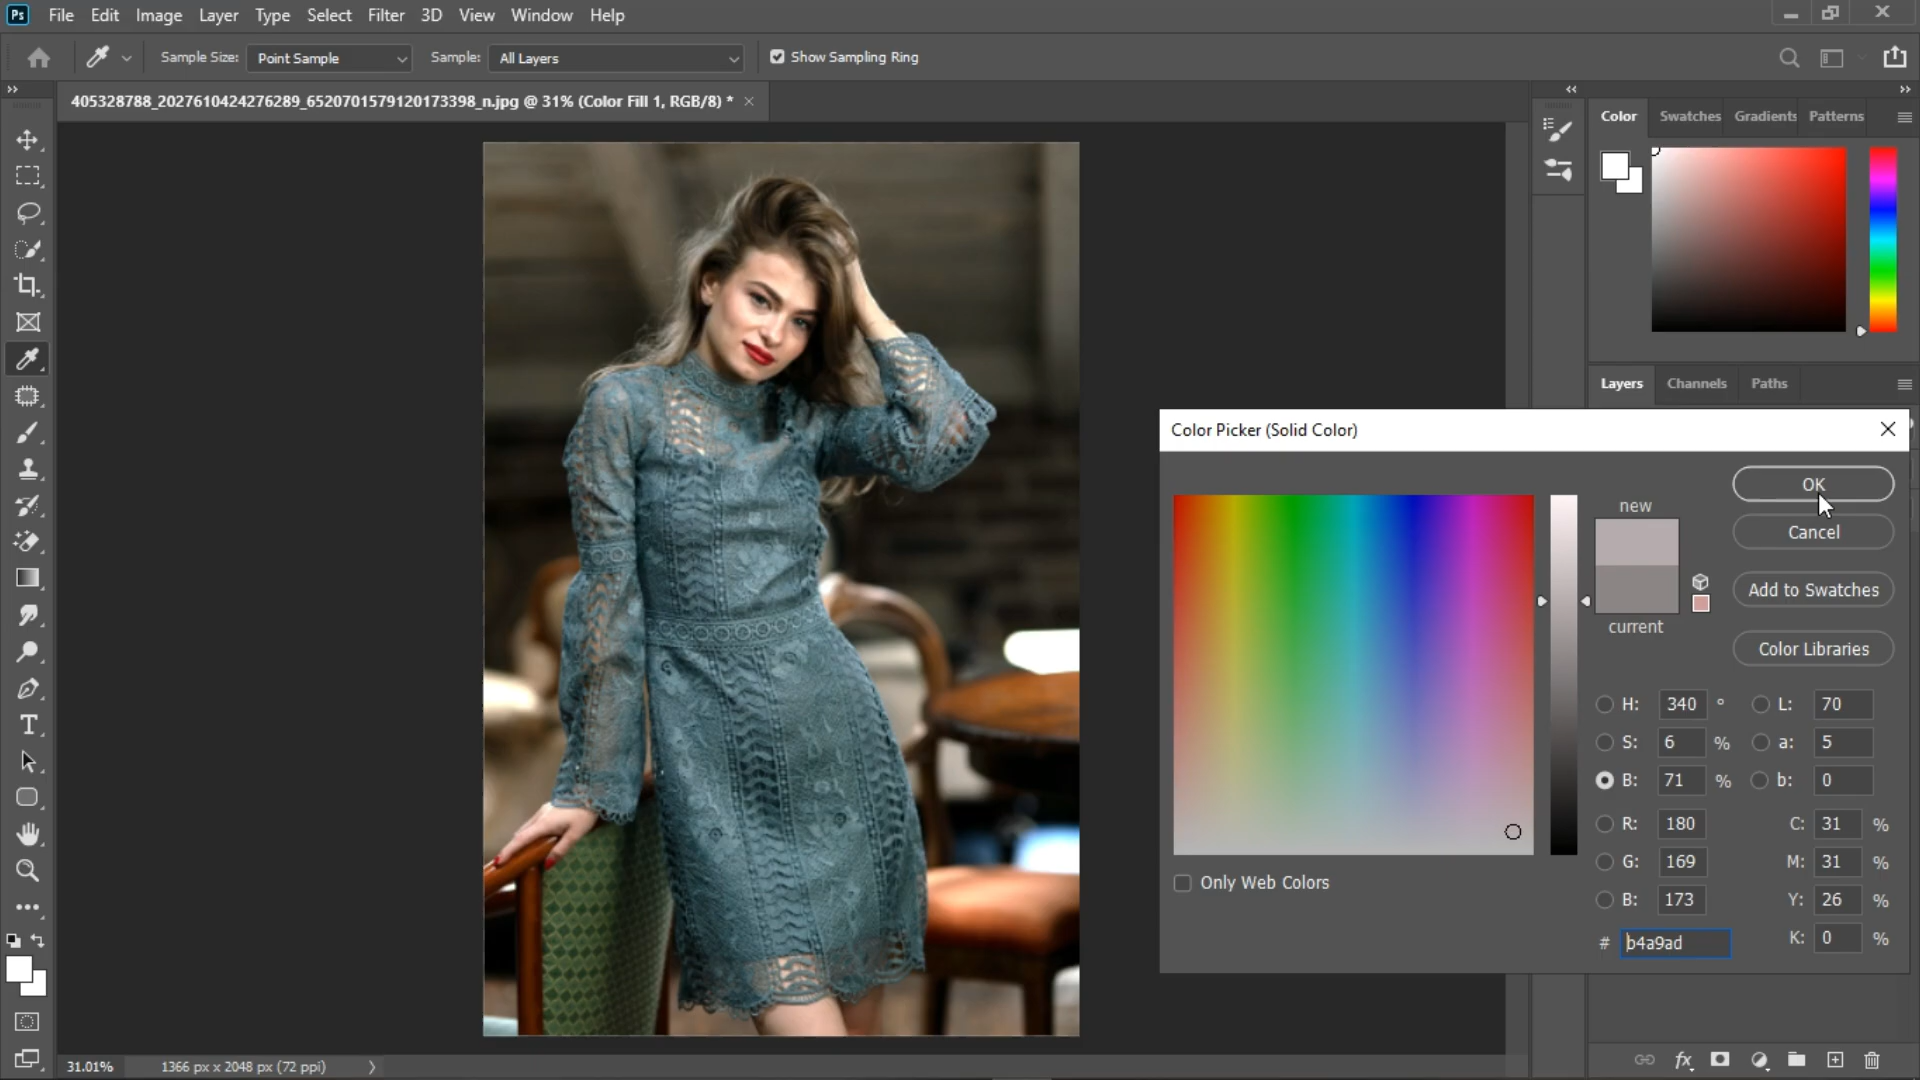 Ps File Edit Image Layer Type Select Filter 3D View Window Help
Sample Size: Point Sample Sample: All Layers Show Sampling Ring
405328788_2027610424276289_6520701579120173398_n.jpg @ 31% (Color Fill 1, RGB/8) *
Color Swatches Gradients Patterns
Layers Channels Paths
Color Picker (Solid Color)
new
current
OK
Cancel
Add to Swatches
Color Libraries
H: 340 ° L: 70
S: 6 % a: 5
B: 71 % b: 0
R: 180 C: 31 %
G: 169 M: 31 %
B: 173 Y: 26 %
# b4a9ad K: 0 %
Only Web Colors
T
fx
31.01% 1366 px x 2048 px (72 ppi)